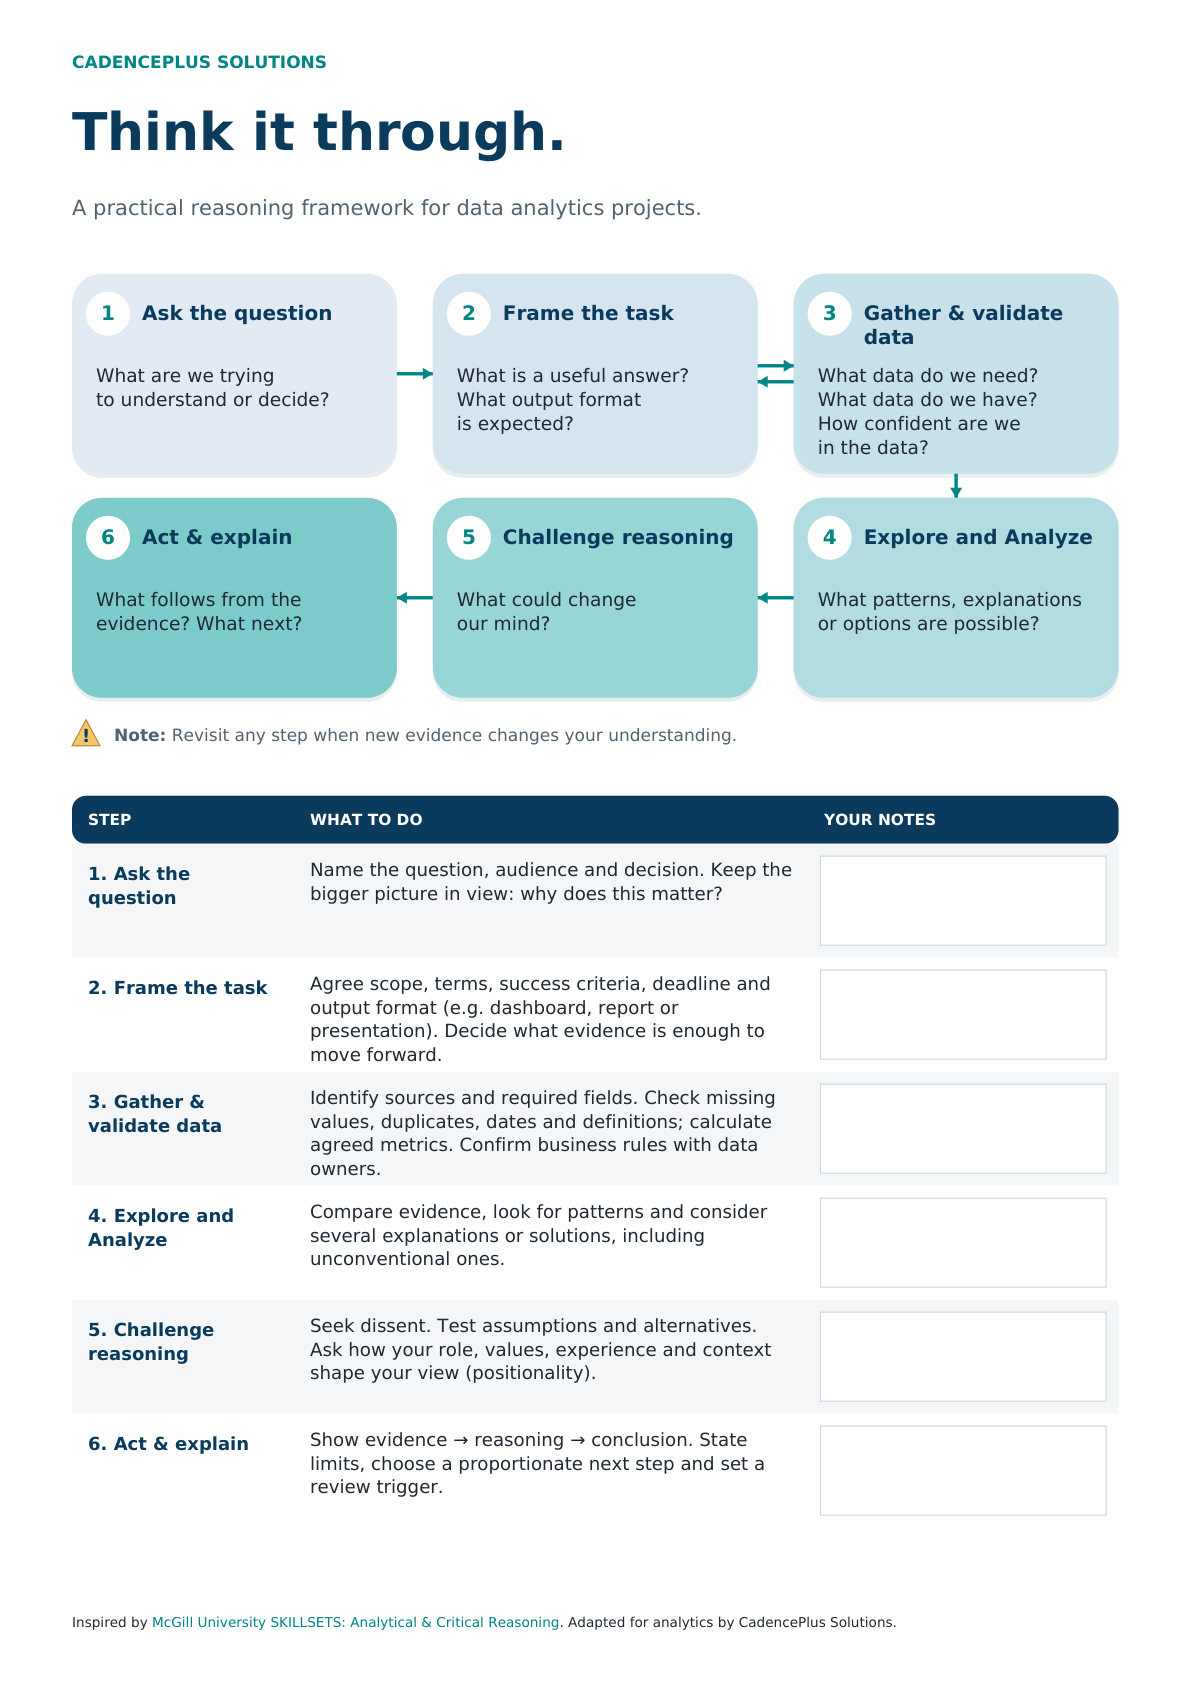 CADENCEPLUS SOLUTIONS
Think it through.
A practical reasoning framework for data analytics projects.
1 Ask the question
What are we trying
to understand or decide?
2 Frame the task
What is a useful answer?
What output format
is expected?
3 Gather & validate
data
What data do we need?
What data do we have?
How confident are we
in the data?
6 Act & explain
What follows from the
evidence? What next?
5 Challenge reasoning
What could change
our mind?
4 Explore and Analyze
What patterns, explanations
or options are possible?
! Note: Revisit any step when new evidence changes your understanding.
STEP WHAT TO DO YOUR NOTES
1. Ask the
question
Name the question, audience and decision. Keep the
bigger picture in view: why does this matter?
2. Frame the task
Agree scope, terms, success criteria, deadline and
output format (e.g. dashboard, report or
presentation). Decide what evidence is enough to
move forward.
3. Gather &
validate data
Identify sources and required fields. Check missing
values, duplicates, dates and definitions; calculate
agreed metrics. Confirm business rules with data
owners.
4. Explore and
Analyze
Compare evidence, look for patterns and consider
several explanations or solutions, including
unconventional ones.
5. Challenge
reasoning
Seek dissent. Test assumptions and alternatives.
Ask how your role, values, experience and context
shape your view (positionality).
6. Act & explain
Show evidence → reasoning → conclusion. State
limits, choose a proportionate next step and set a
review trigger.
Inspired by McGill University SKILLSETS: Analytical & Critical Reasoning. Adapted for analytics by CadencePlus Solutions.